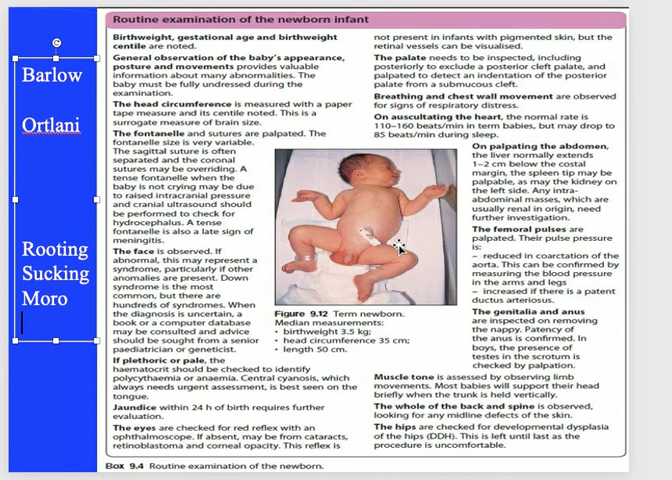 Barlow
Ortlani
Rooting
Sucking
Moro
Routine examination of the newborn infant
Birthweight, gestational age and birthweight
centile are noted.
General observation of the baby's appearance,
posture and movements provides valuable
information about many abnormalities. The
baby must be fully undressed during the
examination.
The head circumference is measured with a paper
tape measure and its centile noted. This is a
surrogate measure of brain size.
The fontanelle and sutures are palpated. The
fontanelle size is very variable.
The sagittal suture is often
separated and the coronal
sutures may be overriding. A
tense fontanelle when the
baby is not crying may be due
to raised intracranial pressure
and cranial ultrasound should
be performed to check for
hydrocephalus. A tense
fontanelle is also a late sign of
meningitis.
The face is observed. If
abnormal, this may represent a
syndrome, particularly if other
anomalies are present. Down
syndrome is the most
common, but there are
hundreds of syndromes. When
the diagnosis is uncertain, a
book or a computer database
may be consulted and advice
should be sought from a senior
paediatrician or geneticist.
If plethoric or pale, the
haematocrit should be checked to identify
polycythaemia or anaemia. Central cyanosis, which
always needs urgent assessment, is best seen on the
tongue.
Jaundice within 24 h of birth requires further
evaluation.
The eyes are checked for red reflex with an
ophthalmoscope. If absent, may be from cataracts,
retinoblastoma and corneal opacity. This reflex is
not present in infants with pigmented skin, but the
retinal vessels can be visualised.
The palate needs to be inspected, including
posteriorly to exclude a posterior cleft palate, and
palpated to detect an indentation of the posterior
palate from a submucous cleft.
Breathing and chest wall movement are observed
for signs of respiratory distress.
On auscultating the heart, the normal rate is
110–160 beats/min in term babies, but may drop to
85 beats/min during sleep.
On palpating the abdomen,
the liver normally extends
1–2 cm below the costal
margin, the spleen tip may be
palpable, as may the kidney on
the left side. Any intra-
abdominal masses, which are
usually renal in origin, need
further investigation.
The femoral pulses are
palpated. Their pulse pressure
is:
– reduced in coarctation of the
aorta. This can be confirmed by
measuring the blood pressure
in the arms and legs
– increased if there is a patent
ductus arteriosus.
The genitalia and anus
are inspected on removing
the nappy. Patency of
the anus is confirmed. In
boys, the presence of
testes in the scrotum is
checked by palpation.
Muscle tone is assessed by observing limb
movements. Most babies will support their head
briefly when the trunk is held vertically.
The whole of the back and spine is observed,
looking for any midline defects of the skin.
The hips are checked for developmental dysplasia
of the hips (DDH). This is left until last as the
procedure is uncomfortable.
Figure 9.12 Term newborn.
Median measurements:
• birthweight 3.5 kg;
• head circumference 35 cm;
• length 50 cm.
Box 9.4 Routine examination of the newborn.